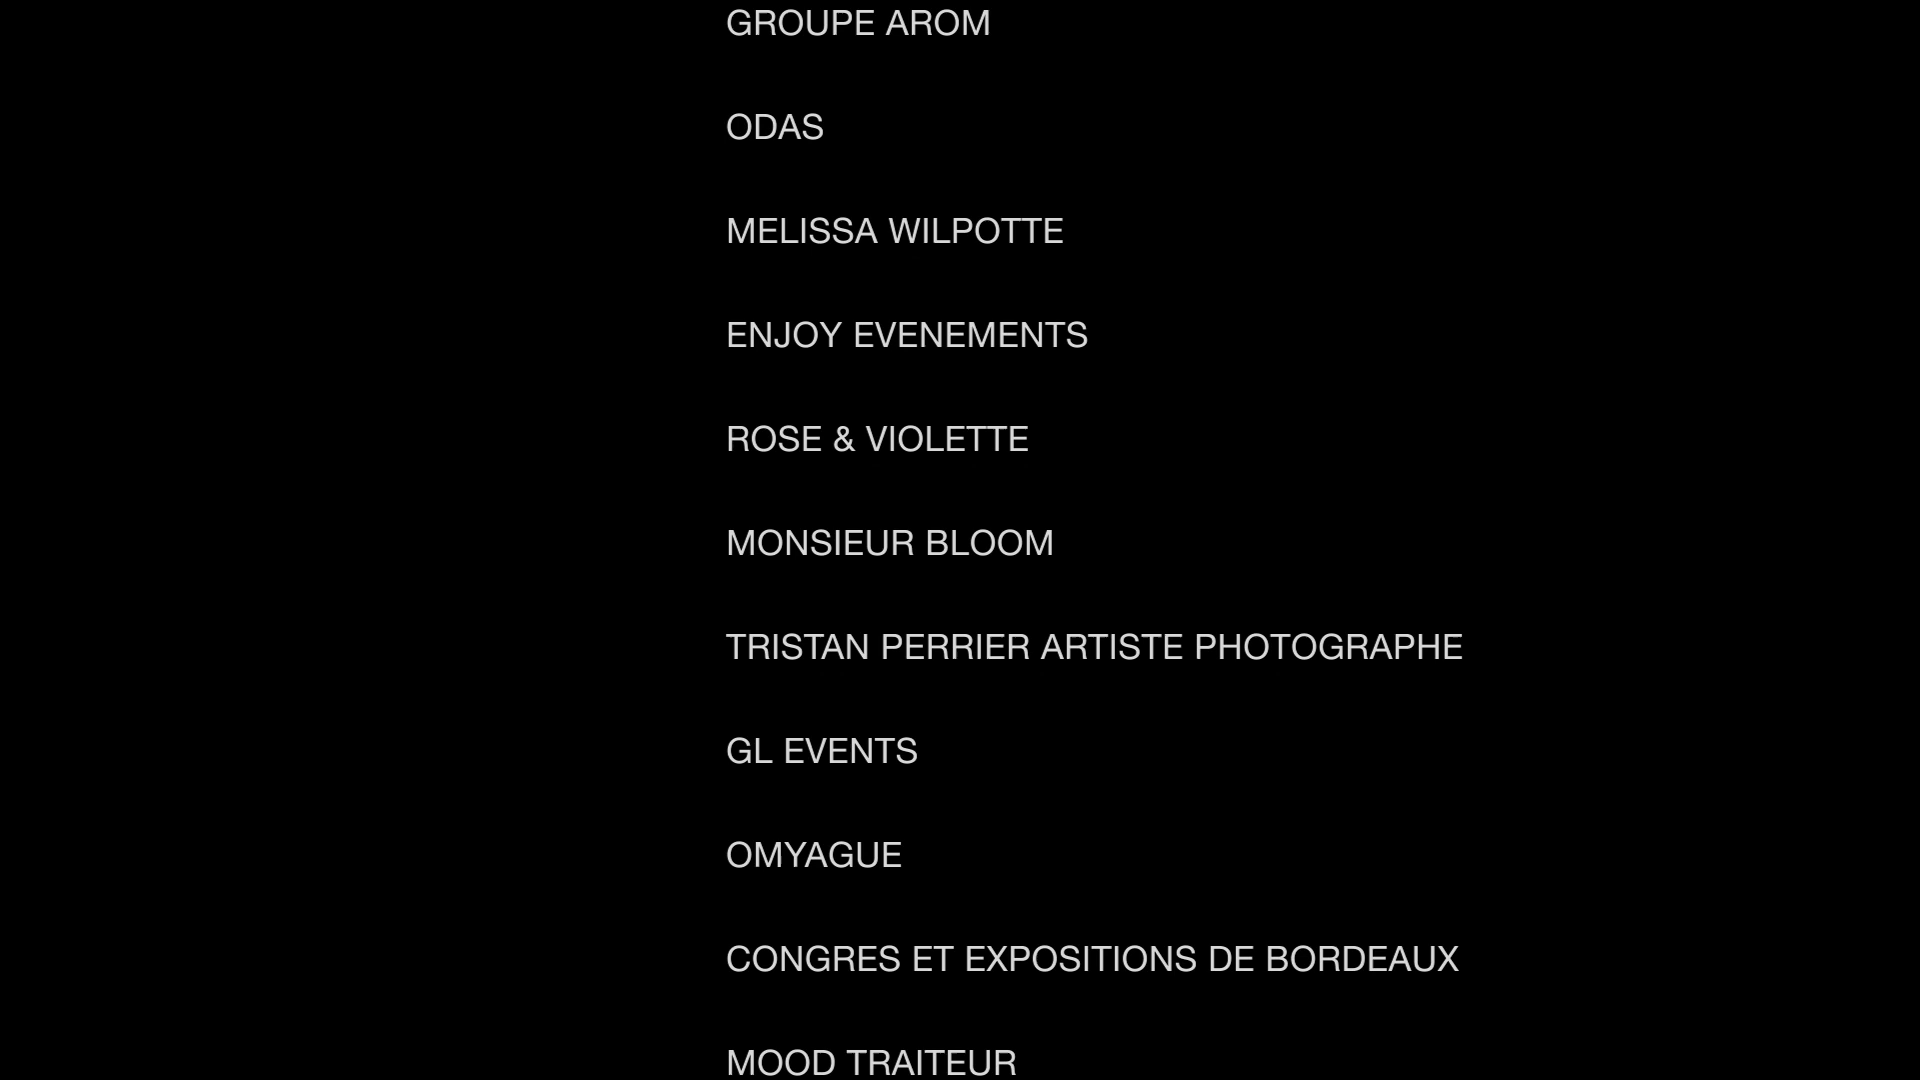 GROUPE AROM
ODAS
MELISSA WILPOTTE
ENJOY EVENEMENTS
ROSE & VIOLETTE
MONSIEUR BLOOM
TRISTAN PERRIER ARTISTE PHOTOGRAPHE
GL EVENTS
OMYAGUE
CONGRES ET EXPOSITIONS DE BORDEAUX
MOOD TRAITEUR